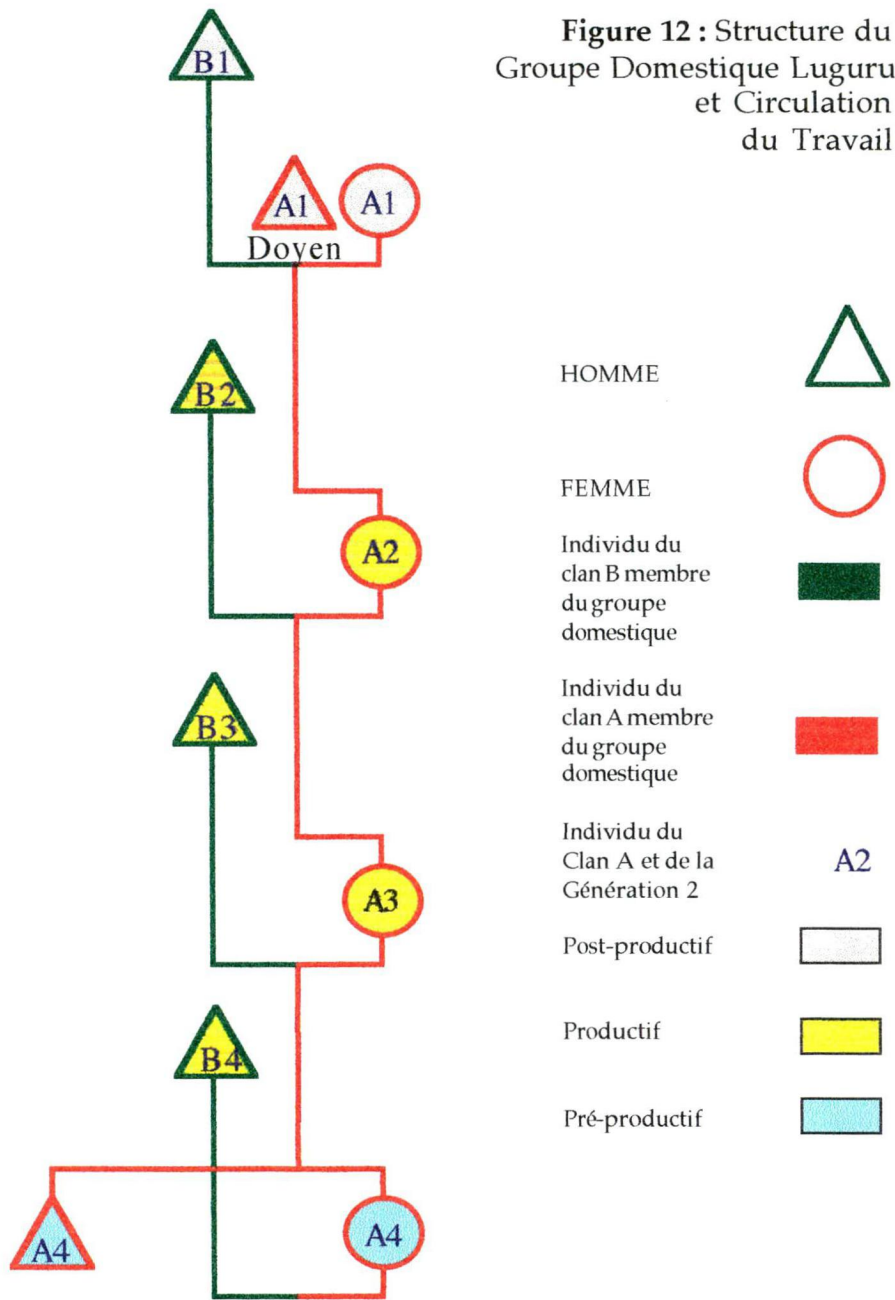 Figure 12 : Structure du
Groupe Domestique Luguru
et Circulation
du Travail
B1
A1
A1
Doyen
B2
A2
B3
A3
B4
A4
A4
HOMME
FEMME
Individu du
clan B membre
du groupe
domestique
Individu du
clan A membre
du groupe
domestique
Individu du
Clan A et de la
Génération 2
A2
Post-productif
Productif
Pré-productif